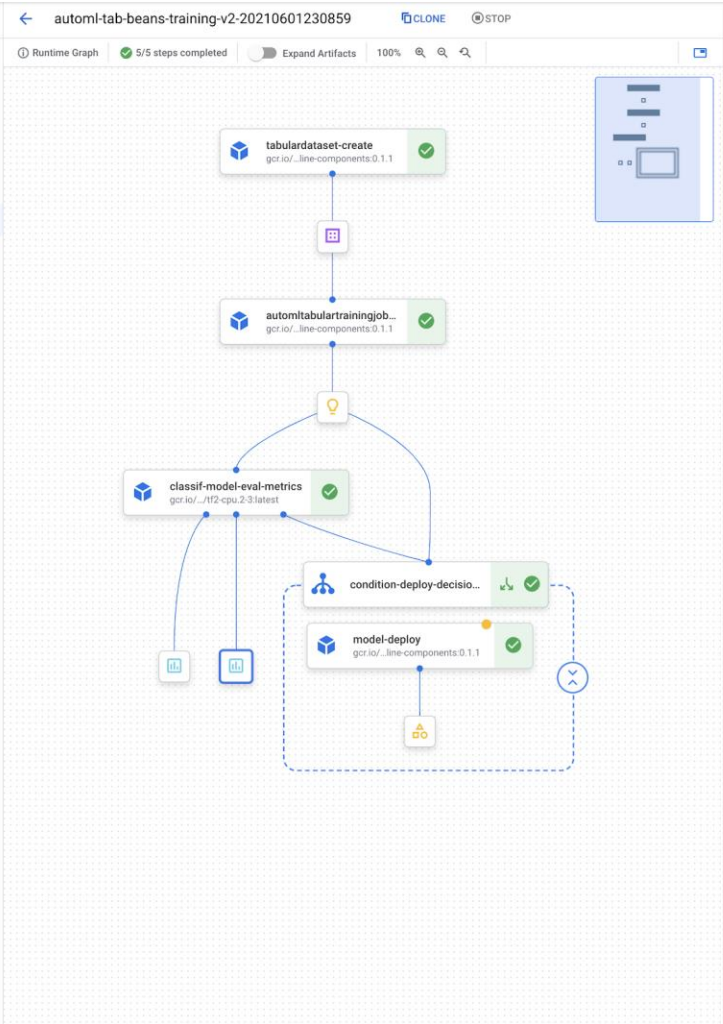 automl-tab-beans-training-v2-20210601230859
CLONE
STOP
Runtime Graph
5/5 steps completed
Expand Artifacts
100%
tabulardataset-create
gcr.io/...line-components:0.1.1
automltabulartrainingjob...
gcr.io/...line-components:0.1.1
classif-model-eval-metrics
gcr.io/.../tf2-cpu.2-3:latest
condition-deploy-decisio...
model-deploy
gcr.io/...line-components:0.1.1